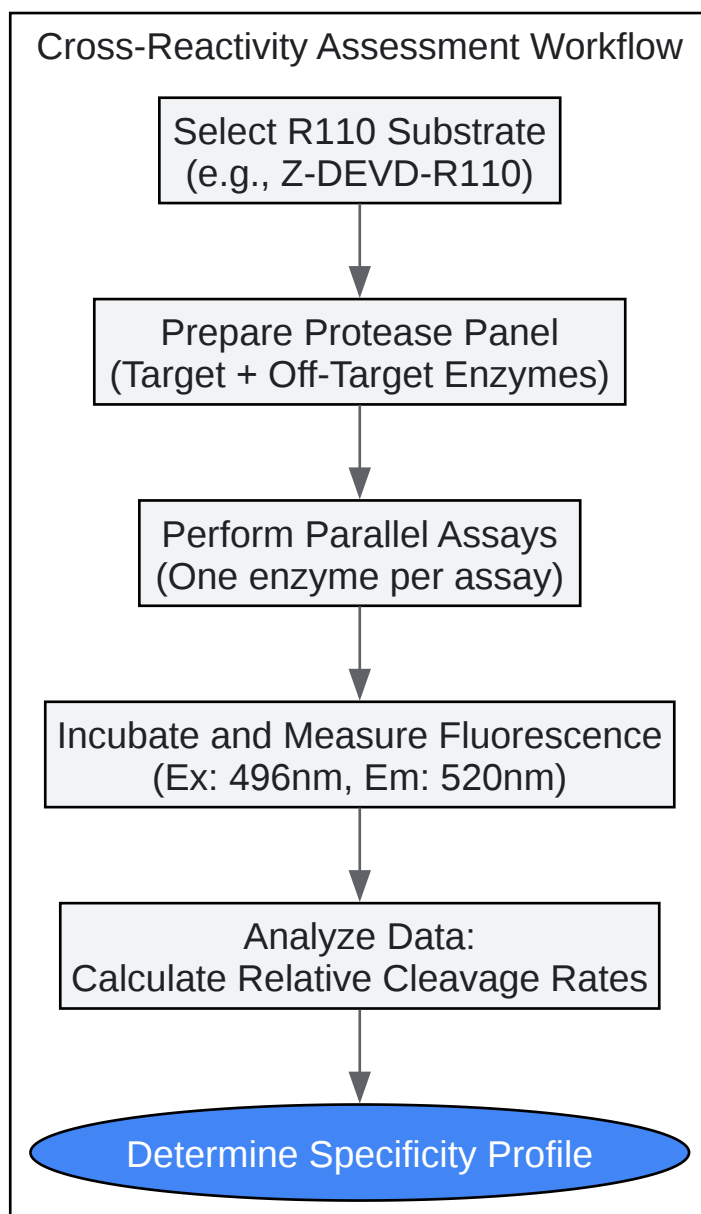 Cross-Reactivity Assessment Workflow
Select R110 Substrate
(e.g., Z-DEVD-R110)
Prepare Protease Panel
(Target + Off-Target Enzymes)
Perform Parallel Assays
(One enzyme per assay)
Incubate and Measure Fluorescence
(Ex: 496nm, Em: 520nm)
Analyze Data:
Calculate Relative Cleavage Rates
Determine Specificity Profile